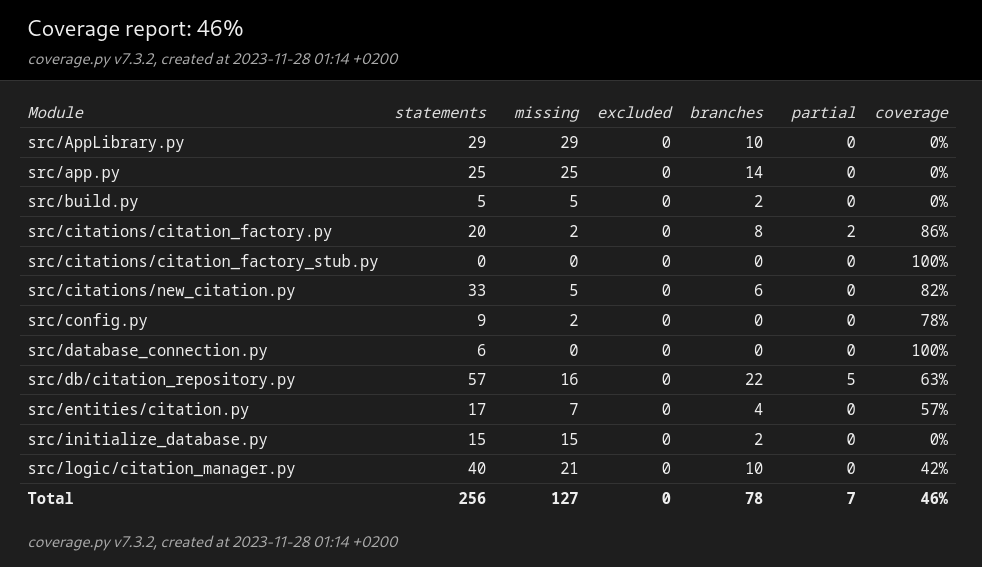 Coverage report: 46%
coverage.py v7.3.2, created at 2023-11-28 01:14 +0200
Module statements missing excluded branches partial coverage
src/AppLibrary.py 29 29 0 10 0 0%
src/app.py 25 25 0 14 0 0%
src/build.py 5 5 0 2 0 0%
src/citations/citation_factory.py 20 2 0 8 2 86%
src/citations/citation_factory_stub.py 0 0 0 0 0 100%
src/citations/new_citation.py 33 5 0 6 0 82%
src/config.py 9 2 0 0 0 78%
src/database_connection.py 6 0 0 0 0 100%
src/db/citation_repository.py 57 16 0 22 5 63%
src/entities/citation.py 17 7 0 4 0 57%
src/initialize_database.py 15 15 0 2 0 0%
src/logic/citation_manager.py 40 21 0 10 0 42%
Total 256 127 0 78 7 46%
coverage.py v7.3.2, created at 2023-11-28 01:14 +0200